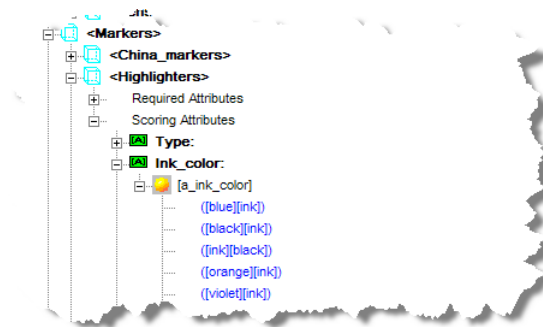 <Markers>
<China_markers>
<Highlighters>
Required Attributes
Scoring Attributes
[A] Type:
[A] Ink_color:
[a_ink_color]
([blue][ink])
([black][ink])
([ink][black])
([orange][ink])
([violet][ink])